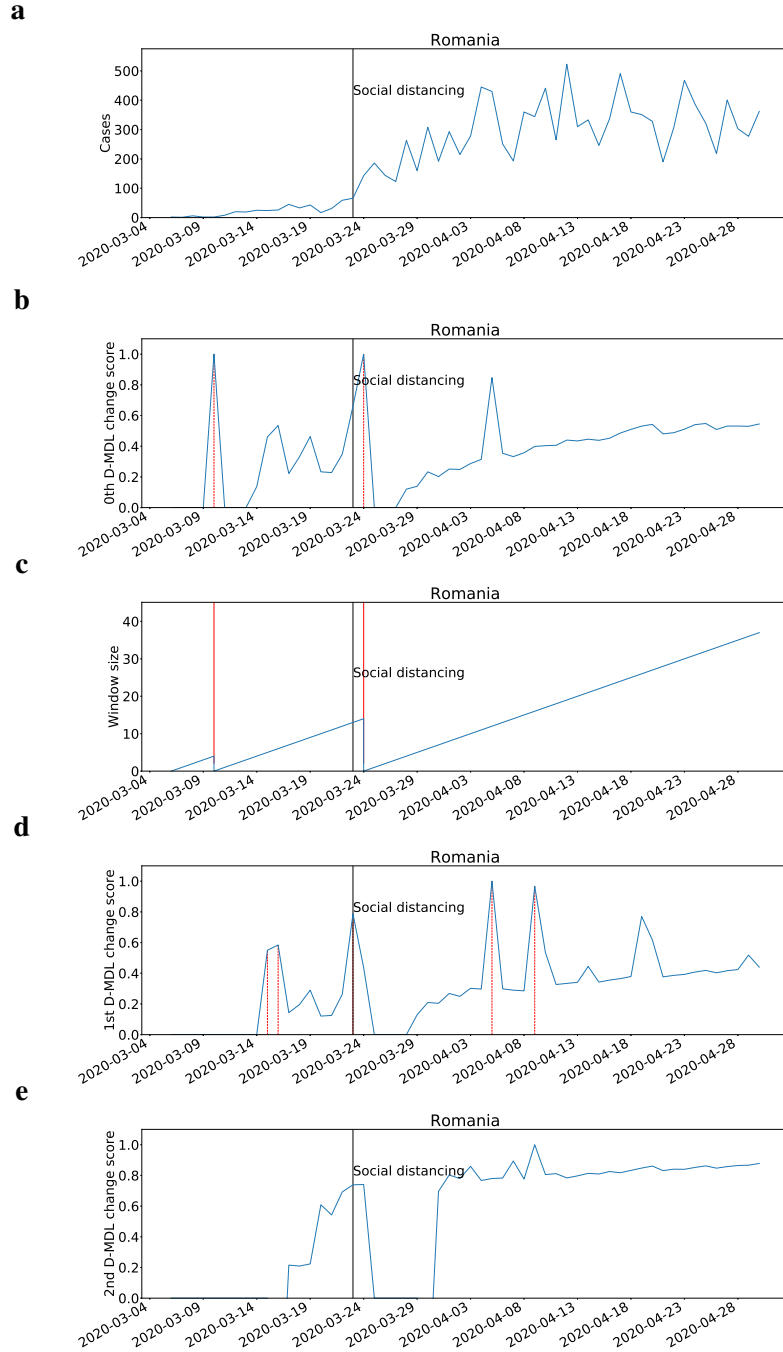 a
Romania
Cases
500
400
300
200
100
0
Social distancing
2020-03-04 2020-03-09 2020-03-14 2020-03-19 2020-03-24 2020-03-29 2020-04-03 2020-04-08 2020-04-13 2020-04-18 2020-04-23 2020-04-28
b
Romania
0th D-MDL change score
1.0
0.8
0.6
0.4
0.2
0.0
Social distancing
2020-03-04 2020-03-09 2020-03-14 2020-03-19 2020-03-24 2020-03-29 2020-04-03 2020-04-08 2020-04-13 2020-04-18 2020-04-23 2020-04-28
c
Romania
Window size
40
30
20
10
0
Social distancing
2020-03-04 2020-03-09 2020-03-14 2020-03-19 2020-03-24 2020-03-29 2020-04-03 2020-04-08 2020-04-13 2020-04-18 2020-04-23 2020-04-28
d
Romania
1st D-MDL change score
1.0
0.8
0.6
0.4
0.2
0.0
Social distancing
2020-03-04 2020-03-09 2020-03-14 2020-03-19 2020-03-24 2020-03-29 2020-04-03 2020-04-08 2020-04-13 2020-04-18 2020-04-23 2020-04-28
e
Romania
2nd D-MDL change score
1.0
0.8
0.6
0.4
0.2
0.0
Social distancing
2020-03-04 2020-03-09 2020-03-14 2020-03-19 2020-03-24 2020-03-29 2020-04-03 2020-04-08 2020-04-13 2020-04-18 2020-04-23 2020-04-28